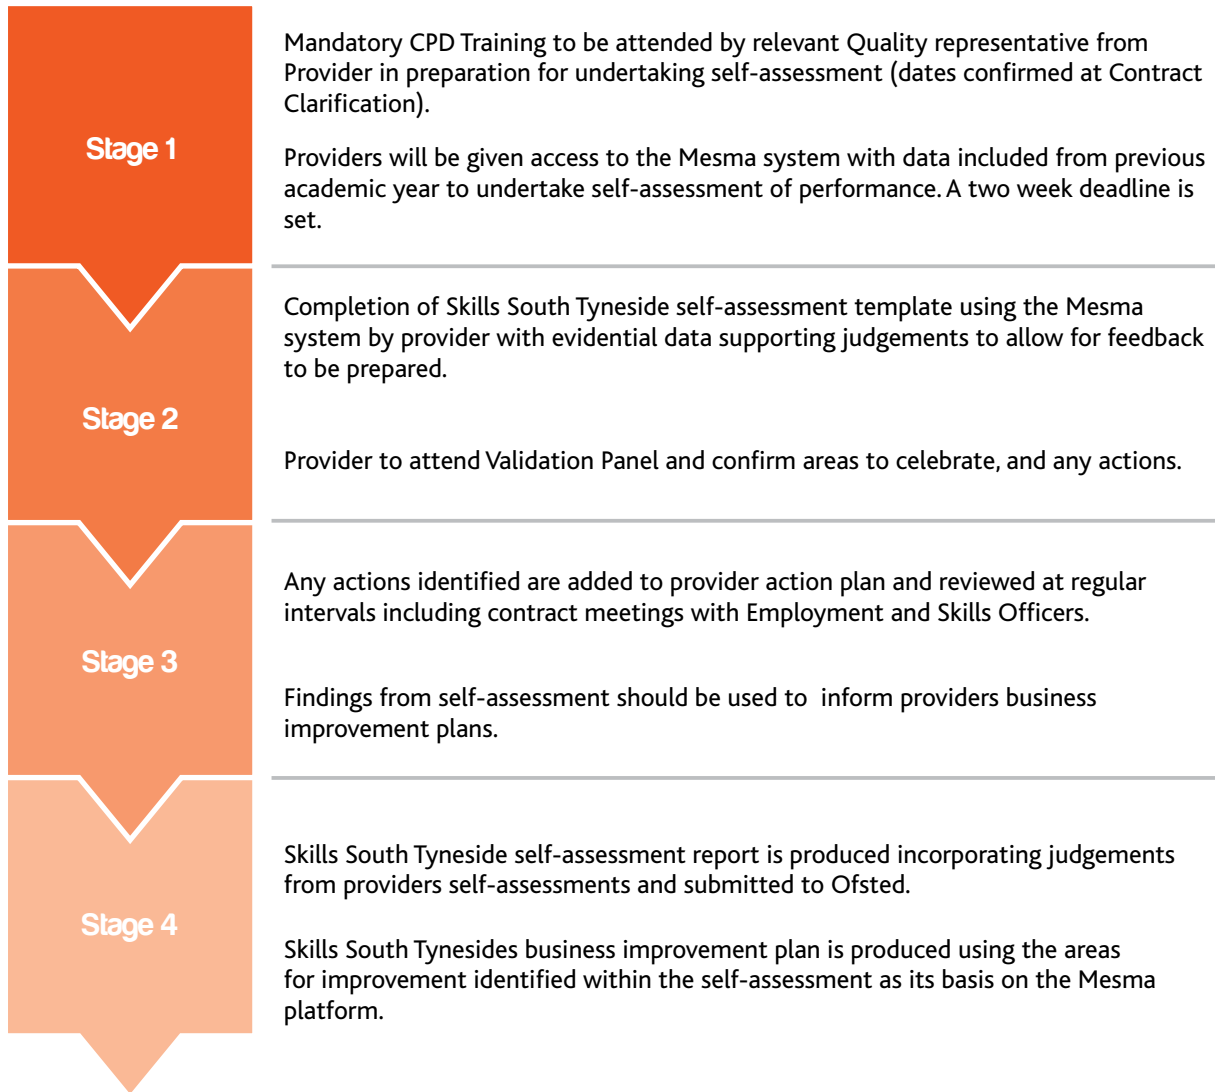 Stage 1
Mandatory CPD Training to be attended by relevant Quality representative from
Provider in preparation for undertaking self-assessment (dates confirmed at Contract
Clarification).
Providers will be given access to the Mesma system with data included from previous
academic year to undertake self-assessment of performance. A two week deadline is
set.
Stage 2
Completion of Skills South Tyneside self-assessment template using the Mesma
system by provider with evidential data supporting judgements to allow for feedback
to be prepared.
Provider to attend Validation Panel and confirm areas to celebrate, and any actions.
Stage 3
Any actions identified are added to provider action plan and reviewed at regular
intervals including contract meetings with Employment and Skills Officers.
Findings from self-assessment should be used to  inform providers business
improvement plans.
Stage 4
Skills South Tyneside self-assessment report is produced incorporating judgements
from providers self-assessments and submitted to Ofsted.
Skills South Tynesides business improvement plan is produced using the areas
for improvement identified within the self-assessment as its basis on the Mesma
platform.